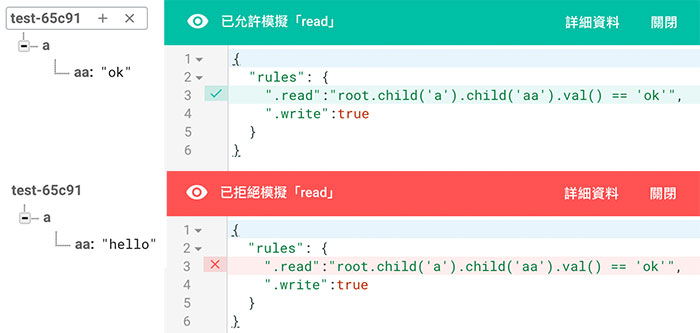 test-65c91 + ×
a
aa: "ok"
已允許模擬「read」 詳細資料 關閉
1 {
2 "rules": {
3 ".read":"root.child('a').child('aa').val() == 'ok'",
4 ".write":true
5 }
6 }
test-65c91
a
aa: "hello"
已拒絕模擬「read」 詳細資料 關閉
1 {
2 "rules": {
3 ".read":"root.child('a').child('aa').val() == 'ok'",
4 ".write":true
5 }
6 }